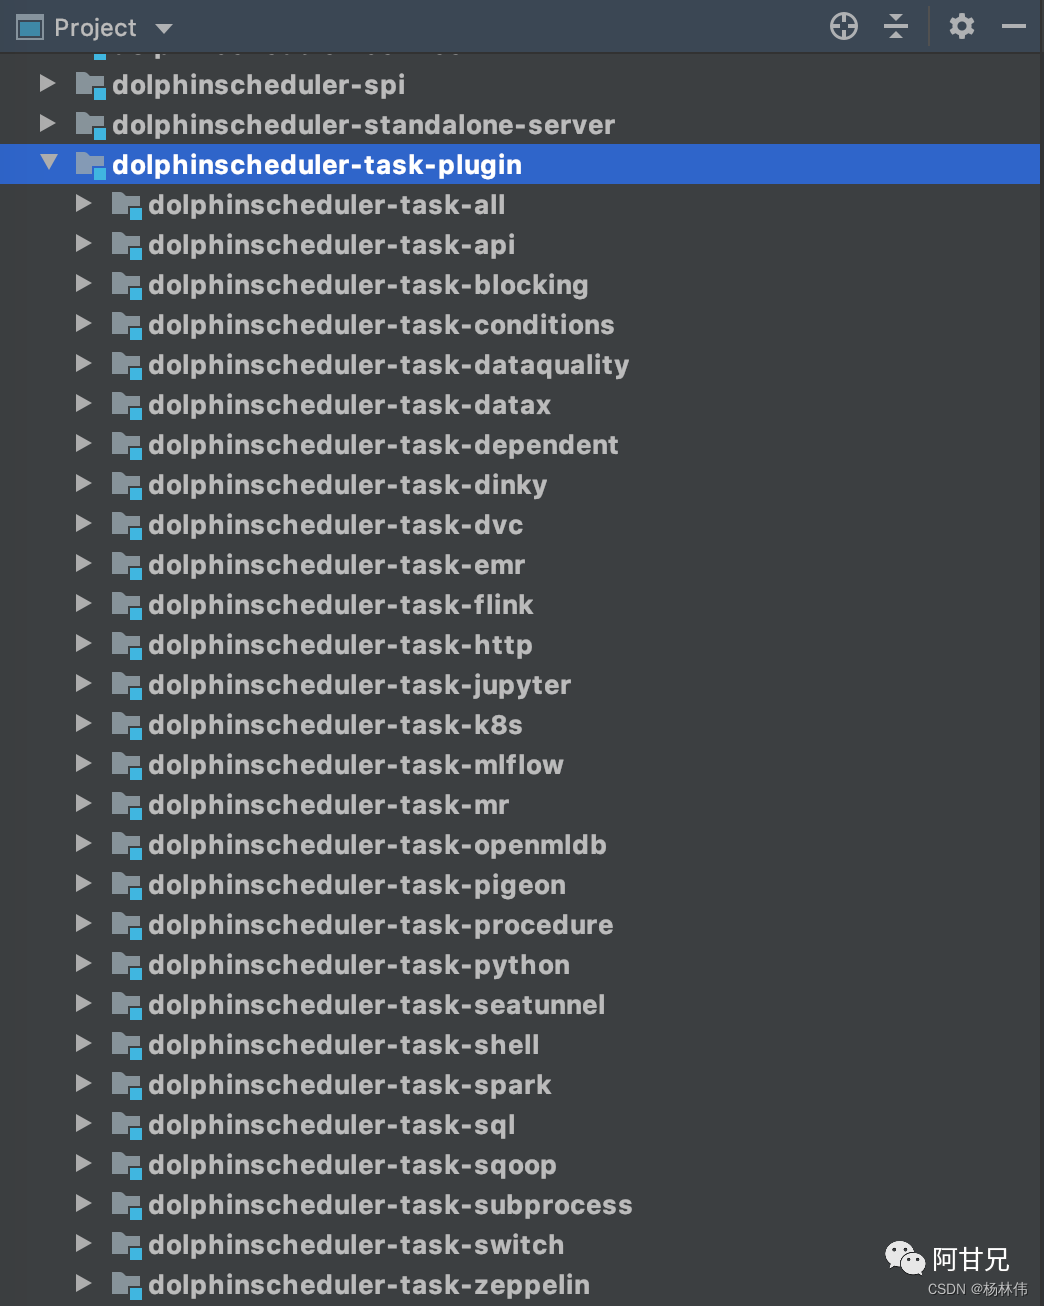 Project
dolphinscheduler-spi
dolphinscheduler-standalone-server
dolphinscheduler-task-plugin
dolphinscheduler-task-all
dolphinscheduler-task-api
dolphinscheduler-task-blocking
dolphinscheduler-task-conditions
dolphinscheduler-task-dataquality
dolphinscheduler-task-datax
dolphinscheduler-task-dependent
dolphinscheduler-task-dinky
dolphinscheduler-task-dvc
dolphinscheduler-task-emr
dolphinscheduler-task-flink
dolphinscheduler-task-http
dolphinscheduler-task-jupyter
dolphinscheduler-task-k8s
dolphinscheduler-task-mlflow
dolphinscheduler-task-mr
dolphinscheduler-task-openmldb
dolphinscheduler-task-pigeon
dolphinscheduler-task-procedure
dolphinscheduler-task-python
dolphinscheduler-task-seatunnel
dolphinscheduler-task-shell
dolphinscheduler-task-spark
dolphinscheduler-task-sql
dolphinscheduler-task-sqoop
dolphinscheduler-task-subprocess
dolphinscheduler-task-switch
dolphinscheduler-task-zeppelin
阿甘兄
CSDN @杨林伟